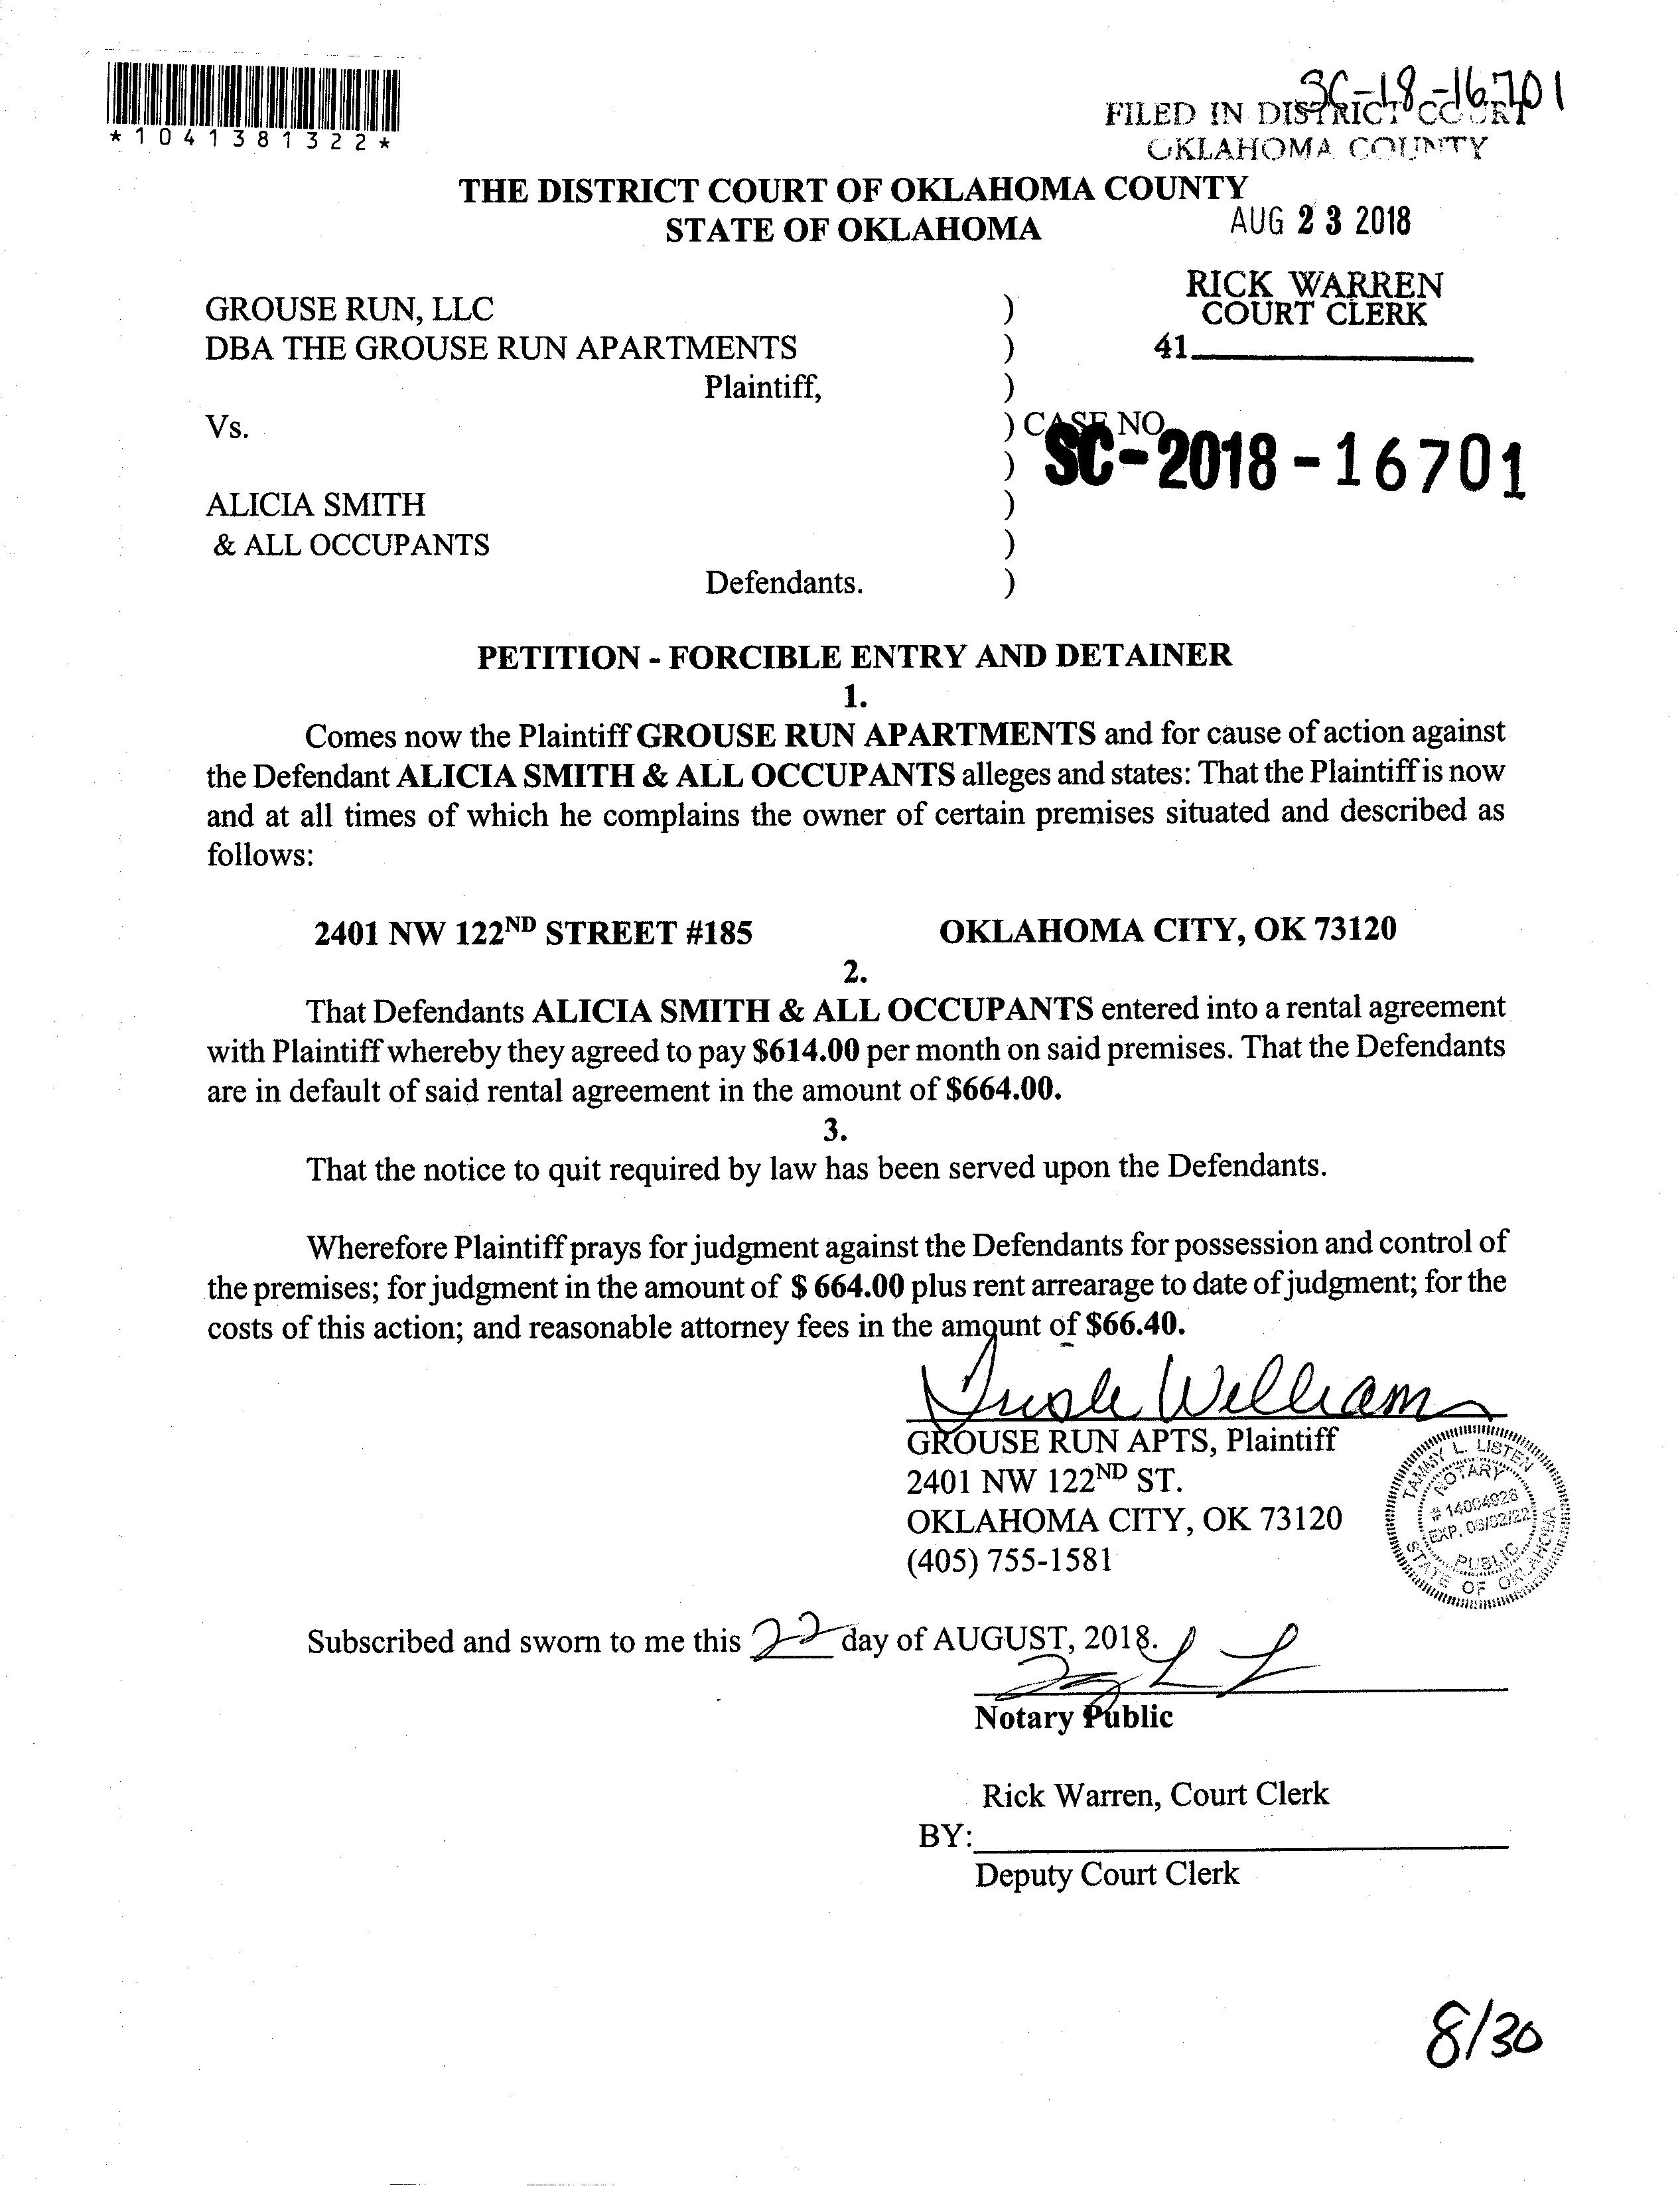 *1041381322*
SC-18-16701
FILED IN DISTRICT COURT
OKLAHOMA COUNTY
THE DISTRICT COURT OF OKLAHOMA COUNTY
STATE OF OKLAHOMA
AUG 23 2018
RICK WARREN
COURT CLERK
41
GROUSE RUN, LLC )
DBA THE GROUSE RUN APARTMENTS )
Plaintiff, )
Vs. ) CASE NO
) SC-2018-16701
ALICIA SMITH )
& ALL OCCUPANTS )
Defendants. )
PETITION - FORCIBLE ENTRY AND DETAINER
1.
Comes now the Plaintiff GROUSE RUN APARTMENTS and for cause of action against
the Defendant ALICIA SMITH & ALL OCCUPANTS alleges and states: That the Plaintiff is now
and at all times of which he complains the owner of certain premises situated and described as
follows:
2401 NW 122ND STREET #185 OKLAHOMA CITY, OK 73120
2.
That Defendants ALICIA SMITH & ALL OCCUPANTS entered into a rental agreement
with Plaintiff whereby they agreed to pay $614.00 per month on said premises. That the Defendants
are in default of said rental agreement in the amount of $664.00.
3.
That the notice to quit required by law has been served upon the Defendants.
Wherefore Plaintiff prays for judgment against the Defendants for possession and control of
the premises; for judgment in the amount of $ 664.00 plus rent arrearage to date of judgment; for the
costs of this action; and reasonable attorney fees in the amount of $66.40.
Williams
GROUSE RUN APTS, Plaintiff
2401 NW 122ND ST.
OKLAHOMA CITY, OK 73120
(405) 755-1581
TAMMY L. LISTEN
NOTARY
# 14004926
PUBLIC
STATE OF OKLAHOMA
Subscribed and sworn to me this 22 day of AUGUST, 2018.
Notary Public
Rick Warren, Court Clerk
BY:
Deputy Court Clerk
8/30